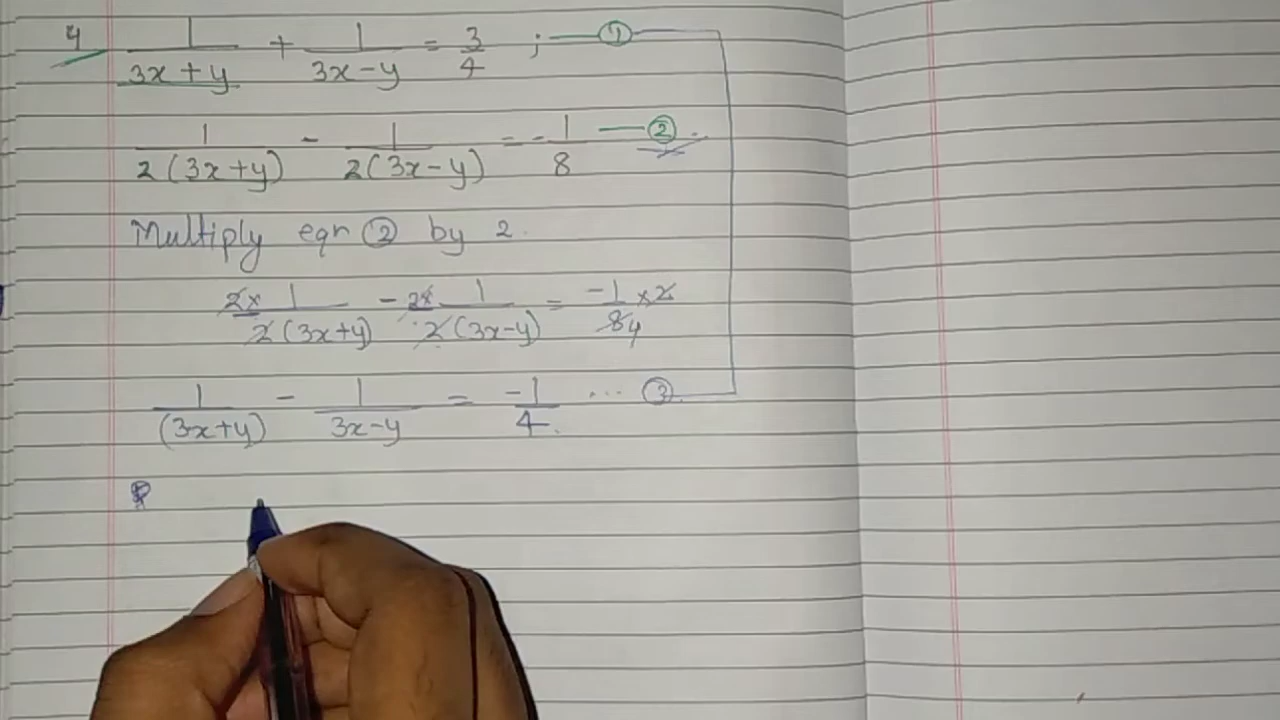 4 1/(3x+y) + 1/(3x-y) = 3/4 ; —①
1/(2(3x+y)) - 1/(2(3x-y)) = -1/8 —②.
Multiply eqn ② by 2.
2× 1/(2(3x+y)) - 2× 1/(2(3x-y)) = -1/8 4 ×2
1/((3x+y)) - 1/(3x-y) = -1/4. ... ③